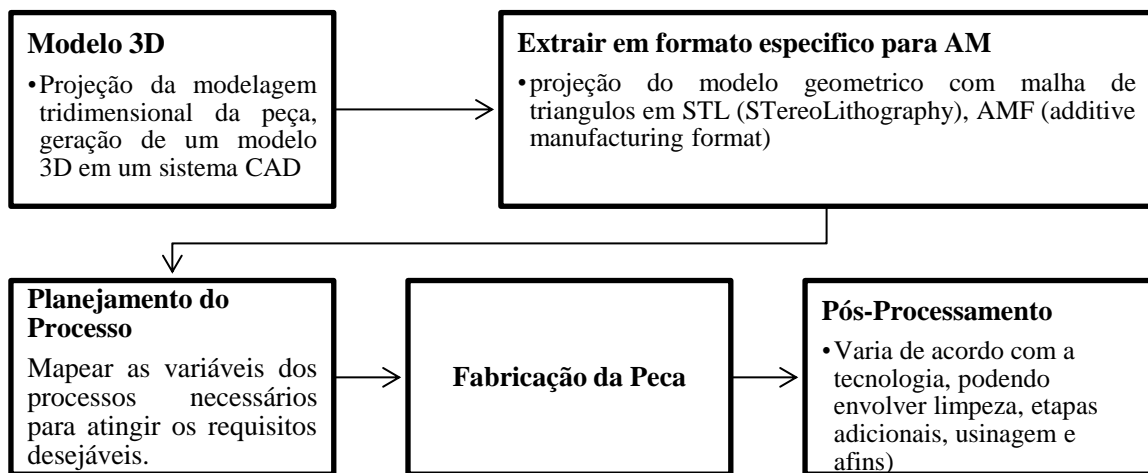 Modelo 3D
•Projeção da modelagem
tridimensional da peça,
geração de um modelo
3D em um sistema CAD
Extrair em formato especifico para AM
•projeção do modelo geometrico com malha de
triangulos em STL (STereoLithography), AMF (additive
manufacturing format)
Planejamento do
Processo
Mapear as variáveis dos
processos necessários
para atingir os requisitos
desejáveis.
Fabricação da Peca
Pós-Processamento
•Varia de acordo com a
tecnologia, podendo
envolver limpeza, etapas
adicionais, usinagem e
afins)